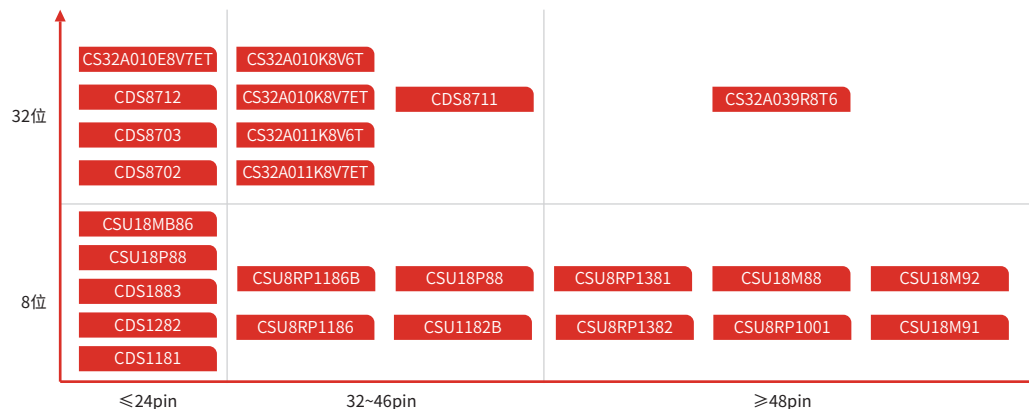 CS32A010E8V7ET
CS32A010K8V6T
CDS8712
CS32A010K8V7ET
CDS8711
CS32A039R8T6
32位
CDS8703
CS32A011K8V6T
CDS8702
CS32A011K8V7ET
CSU18MB86
CSU18P88
CSU8RP1186B
CSU18P88
CSU8RP1381
CSU18M88
CSU18M92
CDS1883
8位
CDS1282
CSU8RP1186
CSU1182B
CSU8RP1382
CSU8RP1001
CSU18M91
CDS1181
≤24pin
32~46pin
≥48pin